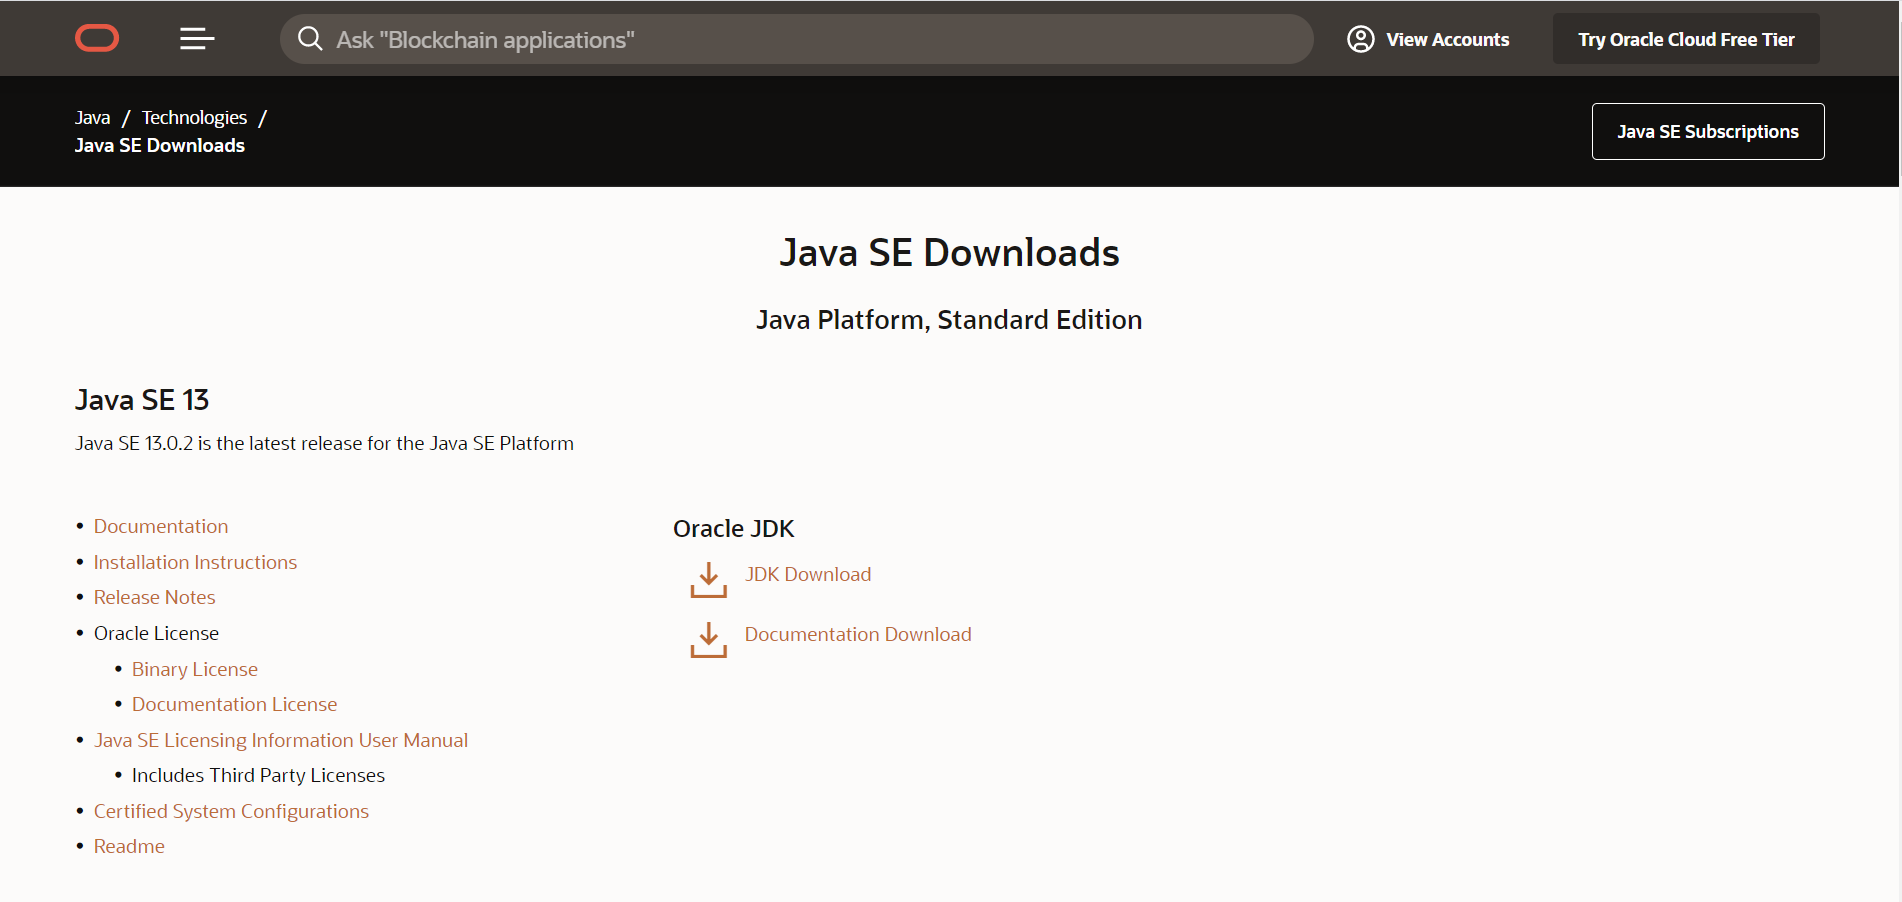 Ask "Blockchain applications"
View Accounts
Try Oracle Cloud Free Tier
Java / Technologies /
Java SE Downloads
Java SE Subscriptions
Java SE Downloads
Java Platform, Standard Edition
Java SE 13
Java SE 13.0.2 is the latest release for the Java SE Platform
• Documentation
• Installation Instructions
• Release Notes
• Oracle License
• Binary License
• Documentation License
• Java SE Licensing Information User Manual
• Includes Third Party Licenses
• Certified System Configurations
• Readme
Oracle JDK
JDK Download
Documentation Download